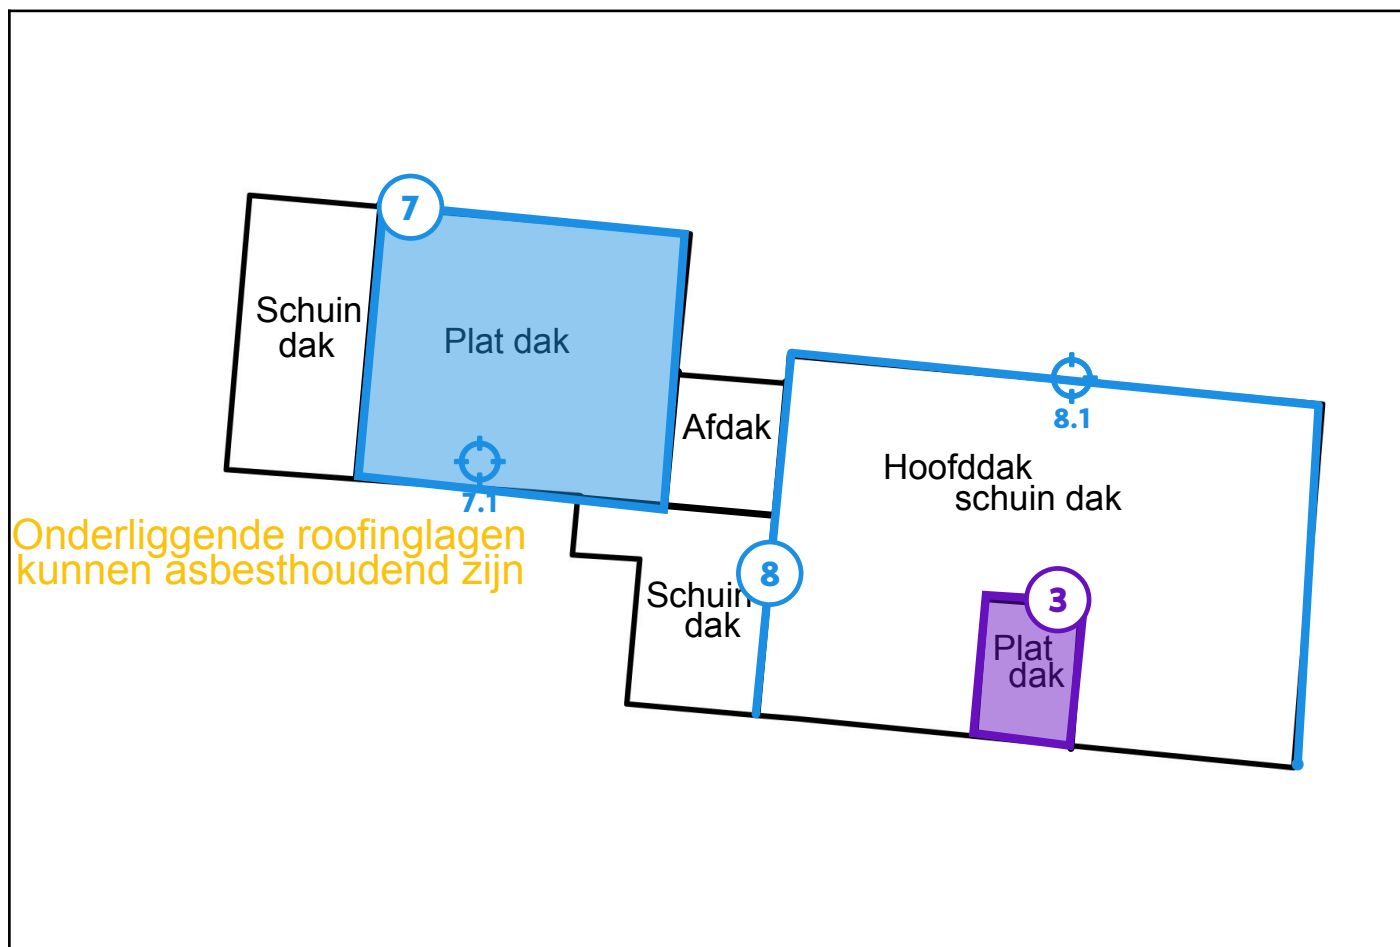 7
Schuin
dak
Plat dak
7.1
Afdak
8.1
Hoofddak
schuin dak
Onderliggende roofinglagen
kunnen asbesthoudend zijn
8
Schuin
dak
3
Plat
dak